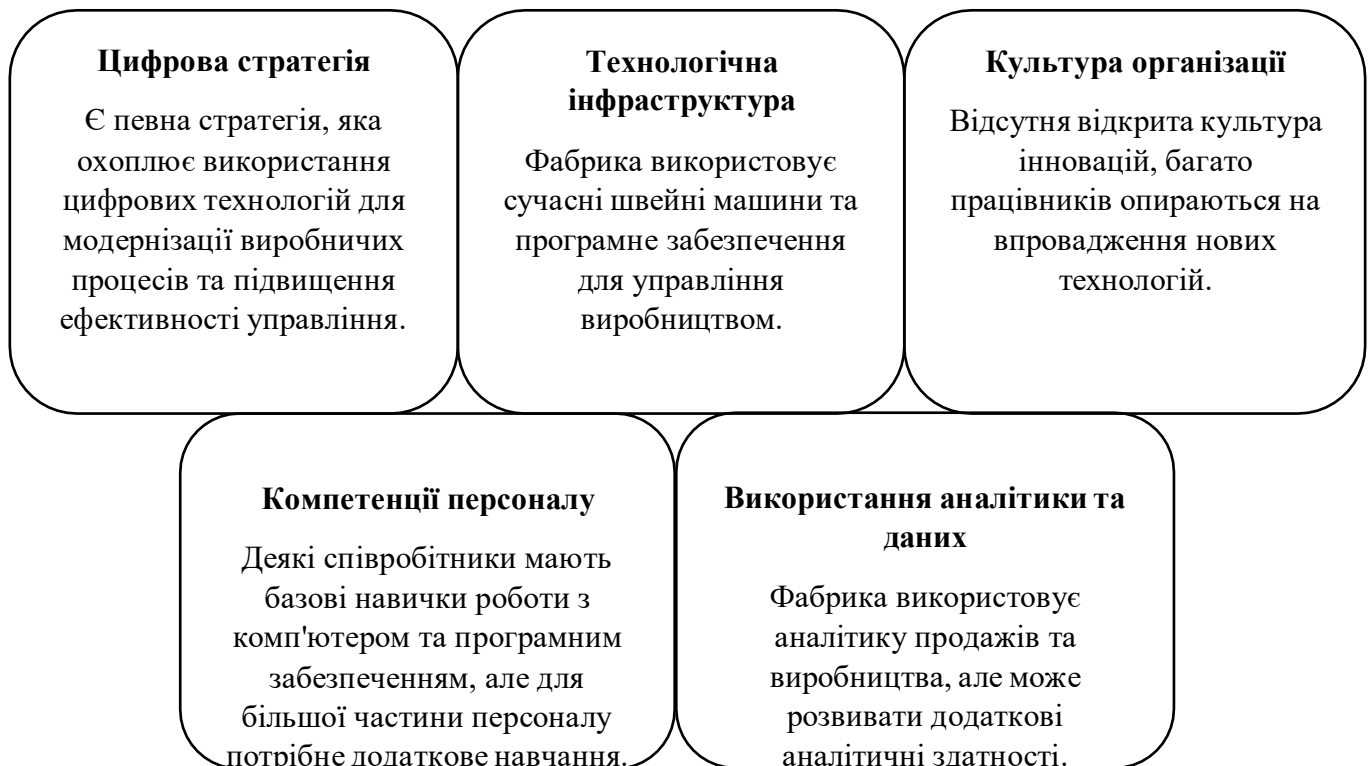 Цифрова стратегія
Є певна стратегія, яка
охоплює використання
цифрових технологій для
модернізації виробничих
процесів та підвищення
ефективності управління.
Технологічна
інфраструктура
Фабрика використовує
сучасні швейні машини та
програмне забезпечення
для управління
виробництвом.
Культура організації
Відсутня відкрита культура
інновацій, багато
працівників опираються на
впровадження нових
технологій.
Компетенції персоналу
Деякі співробітники мають
базові навички роботи з
комп'ютером та програмним
забезпеченням, але для
більшої частини персоналу
потрібне додаткове навчання.
Використання аналітики та
даних
Фабрика використовує
аналітику продажів та
виробництва, але може
розвивати додаткові
аналітичні здатності.